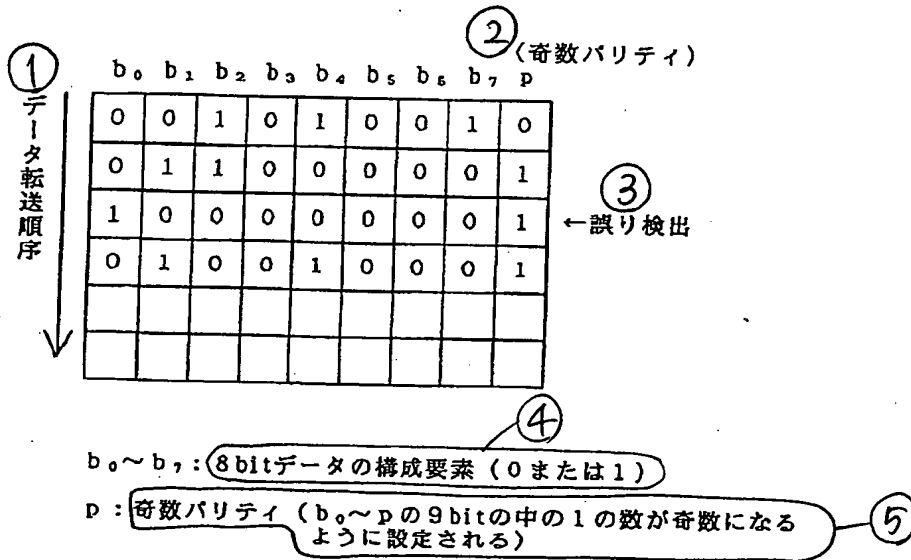 ②
(奇数パリティ)
①
b₀ b₁ b₂ b₃ b₄ b₅ b₆ b₇ p
データ転送順序
0 0 1 0 1 0 0 1 0
0 1 1 0 0 0 0 0 1
1 0 0 0 0 0 0 0 1
③
←誤り検出
0 1 0 0 1 0 0 0 1
④
b₀~b₇:8bitデータの構成要素(0または1)
p:奇数パリティ(b₀~pの9bitの中の1の数が奇数になる
ように設定される)
⑤